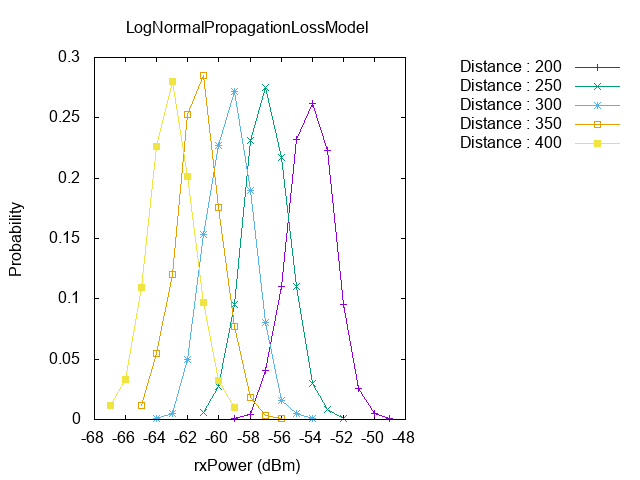 LogNormalPropagationLossModel
Distance : 200
Distance : 250
Distance : 300
Distance : 350
Distance : 400
0.3
0.25
0.2
0.15
0.1
0.05
0
Probability
-68 -66 -64 -62 -60 -58 -56 -54 -52 -50 -48
rxPower (dBm)